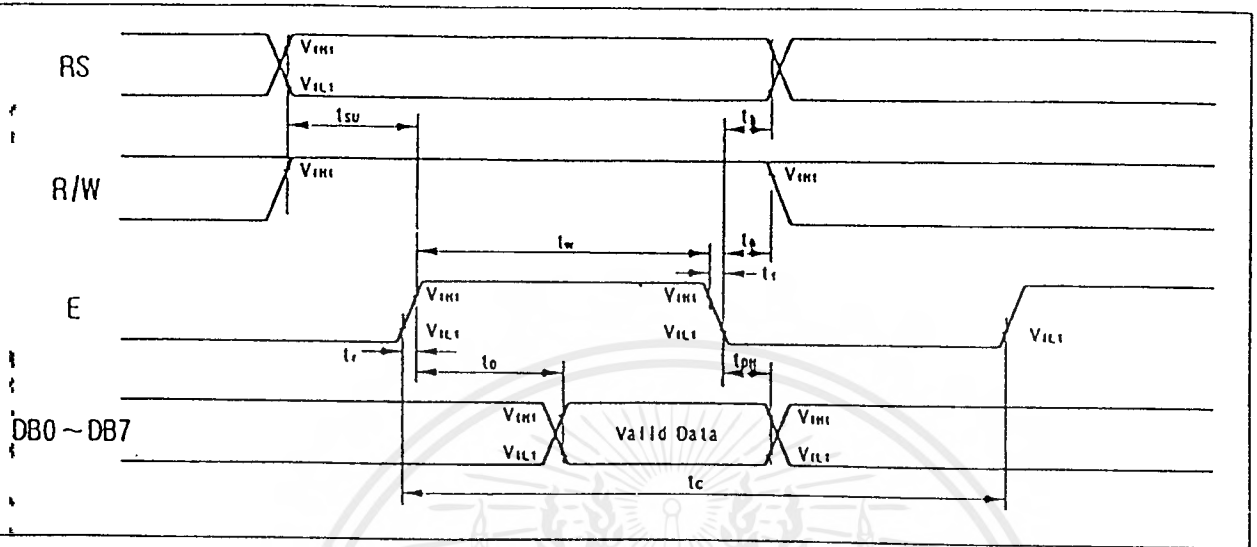 RS
VIH1
VIL1
tsu
th
R/W
VIH1
VIH1
tw
th
tf
E
VIH1
VIH1
VIL1
VIL1
VIL1
tr
tD
tDH
DB0 ~ DB7
VIH1
VIH1
Valid Data
VIL1
VIL1
tc